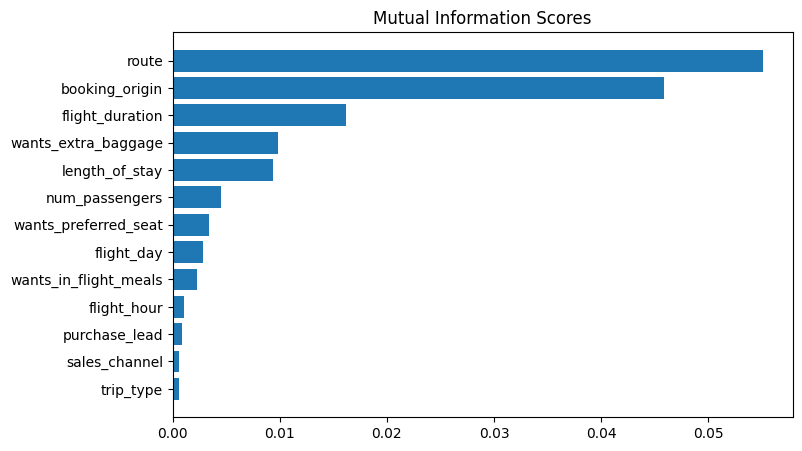 Mutual Information Scores
route
booking_origin
flight_duration
wants_extra_baggage
length_of_stay
num_passengers
wants_preferred_seat
flight_day
wants_in_flight_meals
flight_hour
purchase_lead
sales_channel
trip_type
0.00 0.01 0.02 0.03 0.04 0.05